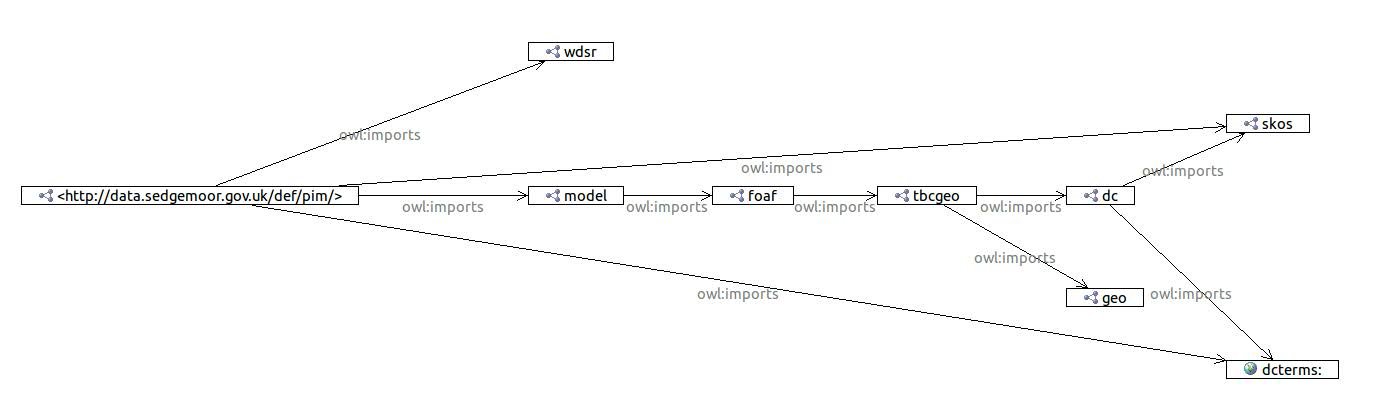 wdsr
skos
owl:imports
owl:imports
owl:imports
<http://data.sedgemoor.gov.uk/def/pim/>
model
foaf
tbcgeo
dc
owl:imports
owl:imports
owl:imports
owl:imports
owl:imports
geo
owl:imports
owl:imports
dcterms: